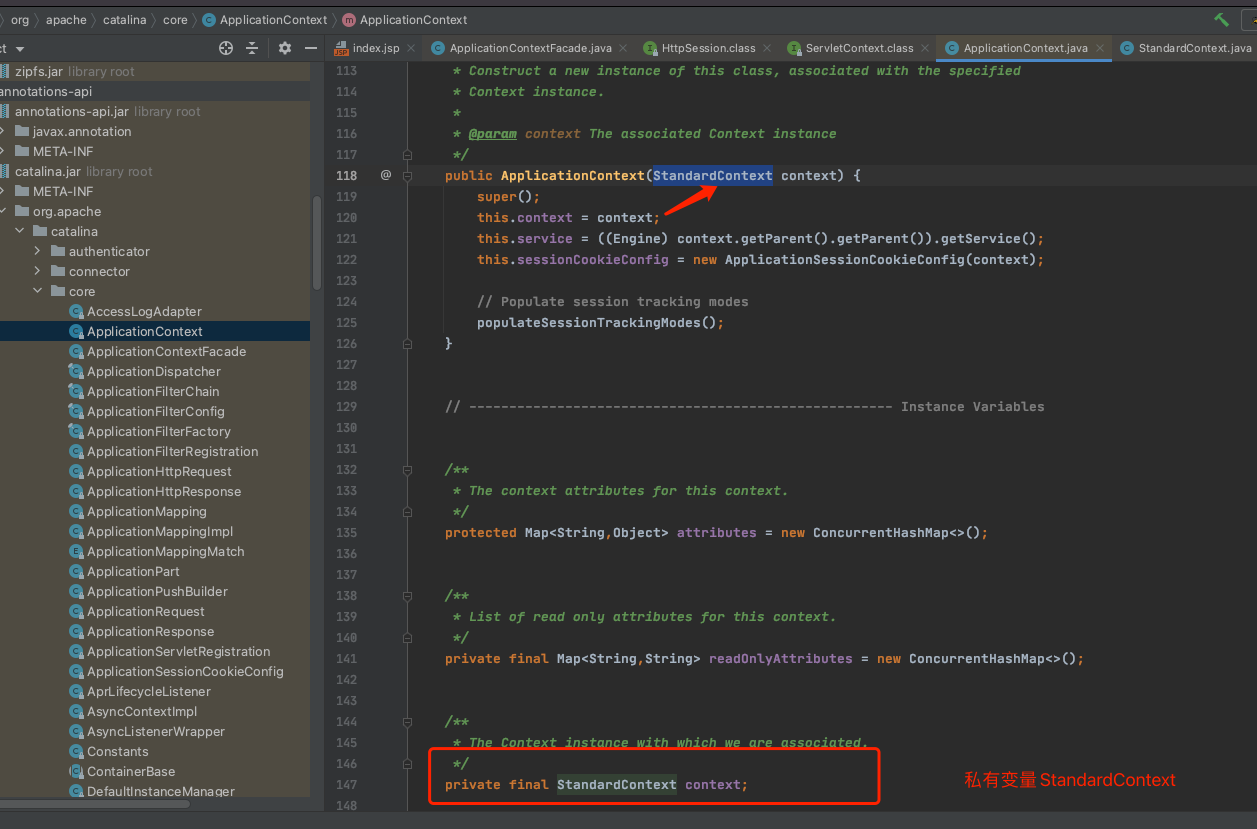 org apache catalina core ApplicationContext ApplicationContext
ct
index.jsp ApplicationContextFacade.java HttpSession.class ServletContext.class ApplicationContext.java StandardContext.java
zipfs.jar library root
annotations-api
annotations-api.jar library root
javax.annotation
META-INF
catalina.jar library root
META-INF
org.apache
catalina
authenticator
connector
core
AccessLogAdapter
ApplicationContext
ApplicationContextFacade
ApplicationDispatcher
ApplicationFilterChain
ApplicationFilterConfig
ApplicationFilterFactory
ApplicationFilterRegistration
ApplicationHttpRequest
ApplicationHttpResponse
ApplicationMapping
ApplicationMappingImpl
ApplicationMappingMatch
ApplicationPart
ApplicationPushBuilder
ApplicationRequest
ApplicationResponse
ApplicationServletRegistration
ApplicationSessionCookieConfig
AprLifecycleListener
AsyncContextImpl
AsyncListenerWrapper
Constants
ContainerBase
DefaultInstanceManager
113 * Construct a new instance of this class, associated with the specified
114 * Context instance.
115 *
116 * @param context The associated Context instance
117 */
118 @ public ApplicationContext(StandardContext context) {
119 super();
120 this.context = context;
121 this.service = ((Engine) context.getParent().getParent()).getService();
122 this.sessionCookieConfig = new ApplicationSessionCookieConfig(context);
123
124 // Populate session tracking modes
125 populateSessionTrackingModes();
126 }
127
128
129 // ----------------------------------------------------- Instance Variables
130
131
132 /**
133 * The context attributes for this context.
134 */
135 protected Map<String,Object> attributes = new ConcurrentHashMap<>();
136
137
138 /**
139 * List of read only attributes for this context.
140 */
141 private final Map<String,String> readOnlyAttributes = new ConcurrentHashMap<>();
142
143
144 /**
145 * The Context instance with which we are associated.
146 */
147 private final StandardContext context;
148
私有变量 StandardContext